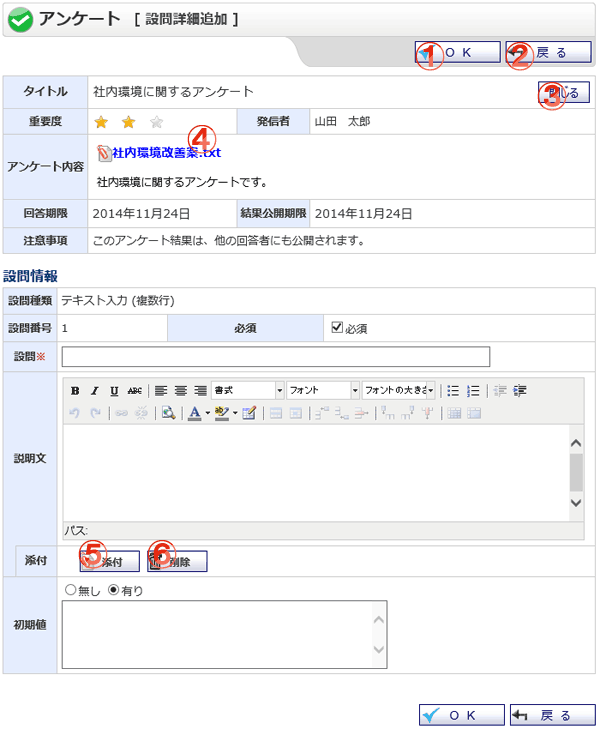 アンケート [ 設問詳細追加 ]
① OK ② 戻る
タイトル 社内環境に関するアンケート ③ 閉じる
重要度 発信者 山田 太郎
④
アンケート内容 社内環境改善案.txt
社内環境に関するアンケートです。
回答期限 2014年11月24日 結果公開期限 2014年11月24日
注意事項 このアンケート結果は、他の回答者にも公開されます。
設問情報
設問種類 テキスト入力 (複数行)
設問番号 1 必須 必須
設問※
B I U ABC 書式 フォント フォントの大きさ
A ab
説明文
パス:
添付 ⑤ 添付 ⑥ 削除
無し 有り
初期値
OK 戻る